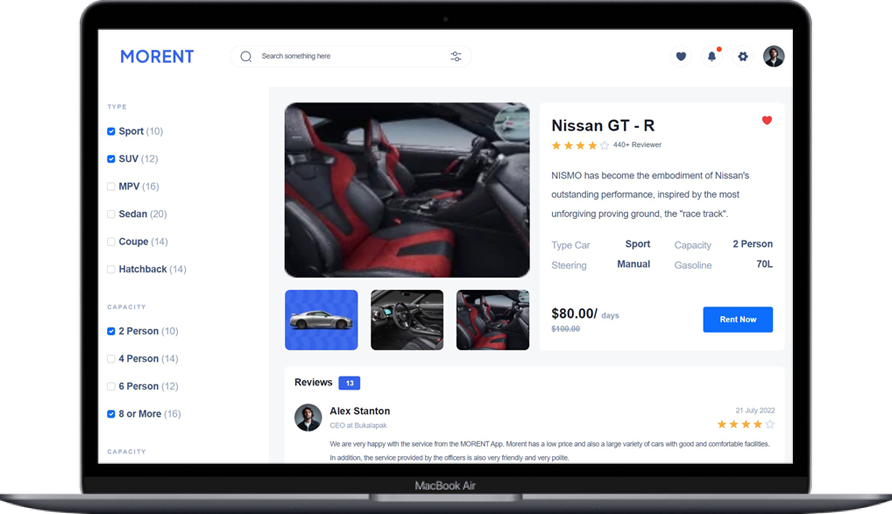 MORENT
Search something here
TYPE
Sport (10)
SUV (12)
MPV (16)
Sedan (20)
Coupe (14)
Hatchback (14)
CAPACITY
2 Person (10)
4 Person (14)
6 Person (12)
8 or More (16)
CAPACITY
Nissan GT - R
440+ Reviewer
NISMO has become the embodiment of Nissan's
outstanding performance, inspired by the most
unforgiving proving ground, the "race track".
Type Car Sport Capacity 2 Person
Steering Manual Gasoline 70L
$80.00/ days
$100.00
Rent Now
Reviews 13
Alex Stanton 21 July 2022
CEO at Bukalapak
We are very happy with the service from the MORENT App. Morent has a low price and also a large variety of cars with good and comfortable facilities.
In addition, the service provided by the officers is also very friendly and very polite.
MacBook Air